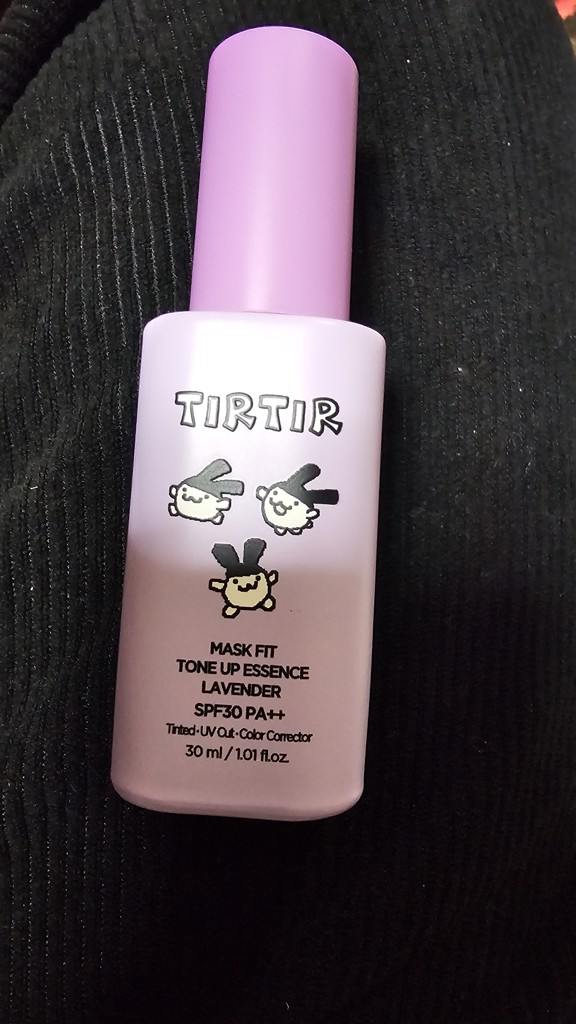 TIRTIR
MASK FIT
TONE UP ESSENCE
LAVENDER
SPF30 PA++
Tinted·UV Cut·Color Corrector
30 ml / 1.01 fl.oz.